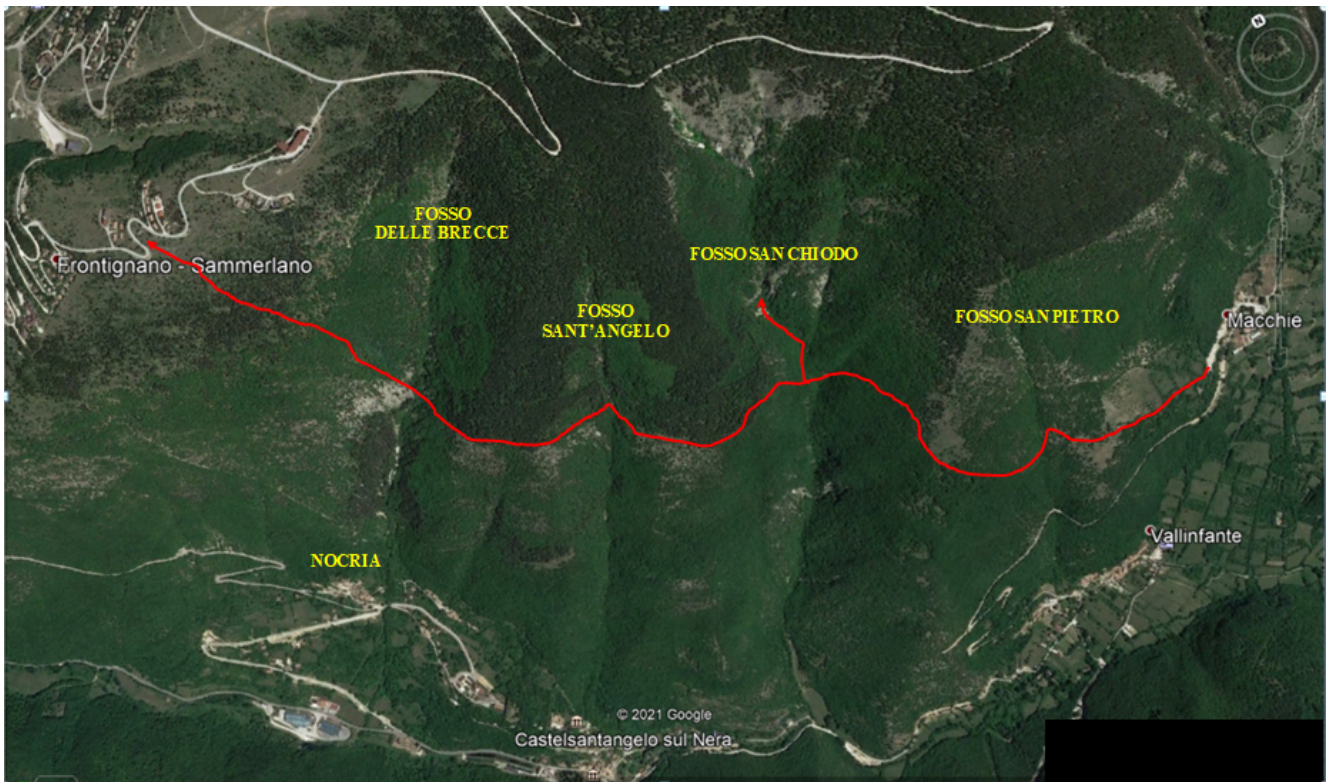 N
FOSSO
DELLE BRECCE
Frontignano - Sammerlano
FOSSO SAN CHIODO
FOSSO
SANT'ANGELO
FOSSO SAN PIETRO
Macchie
Vallinfante
NOCRIA
© 2021 Google
Castelsantangelo sul Nera